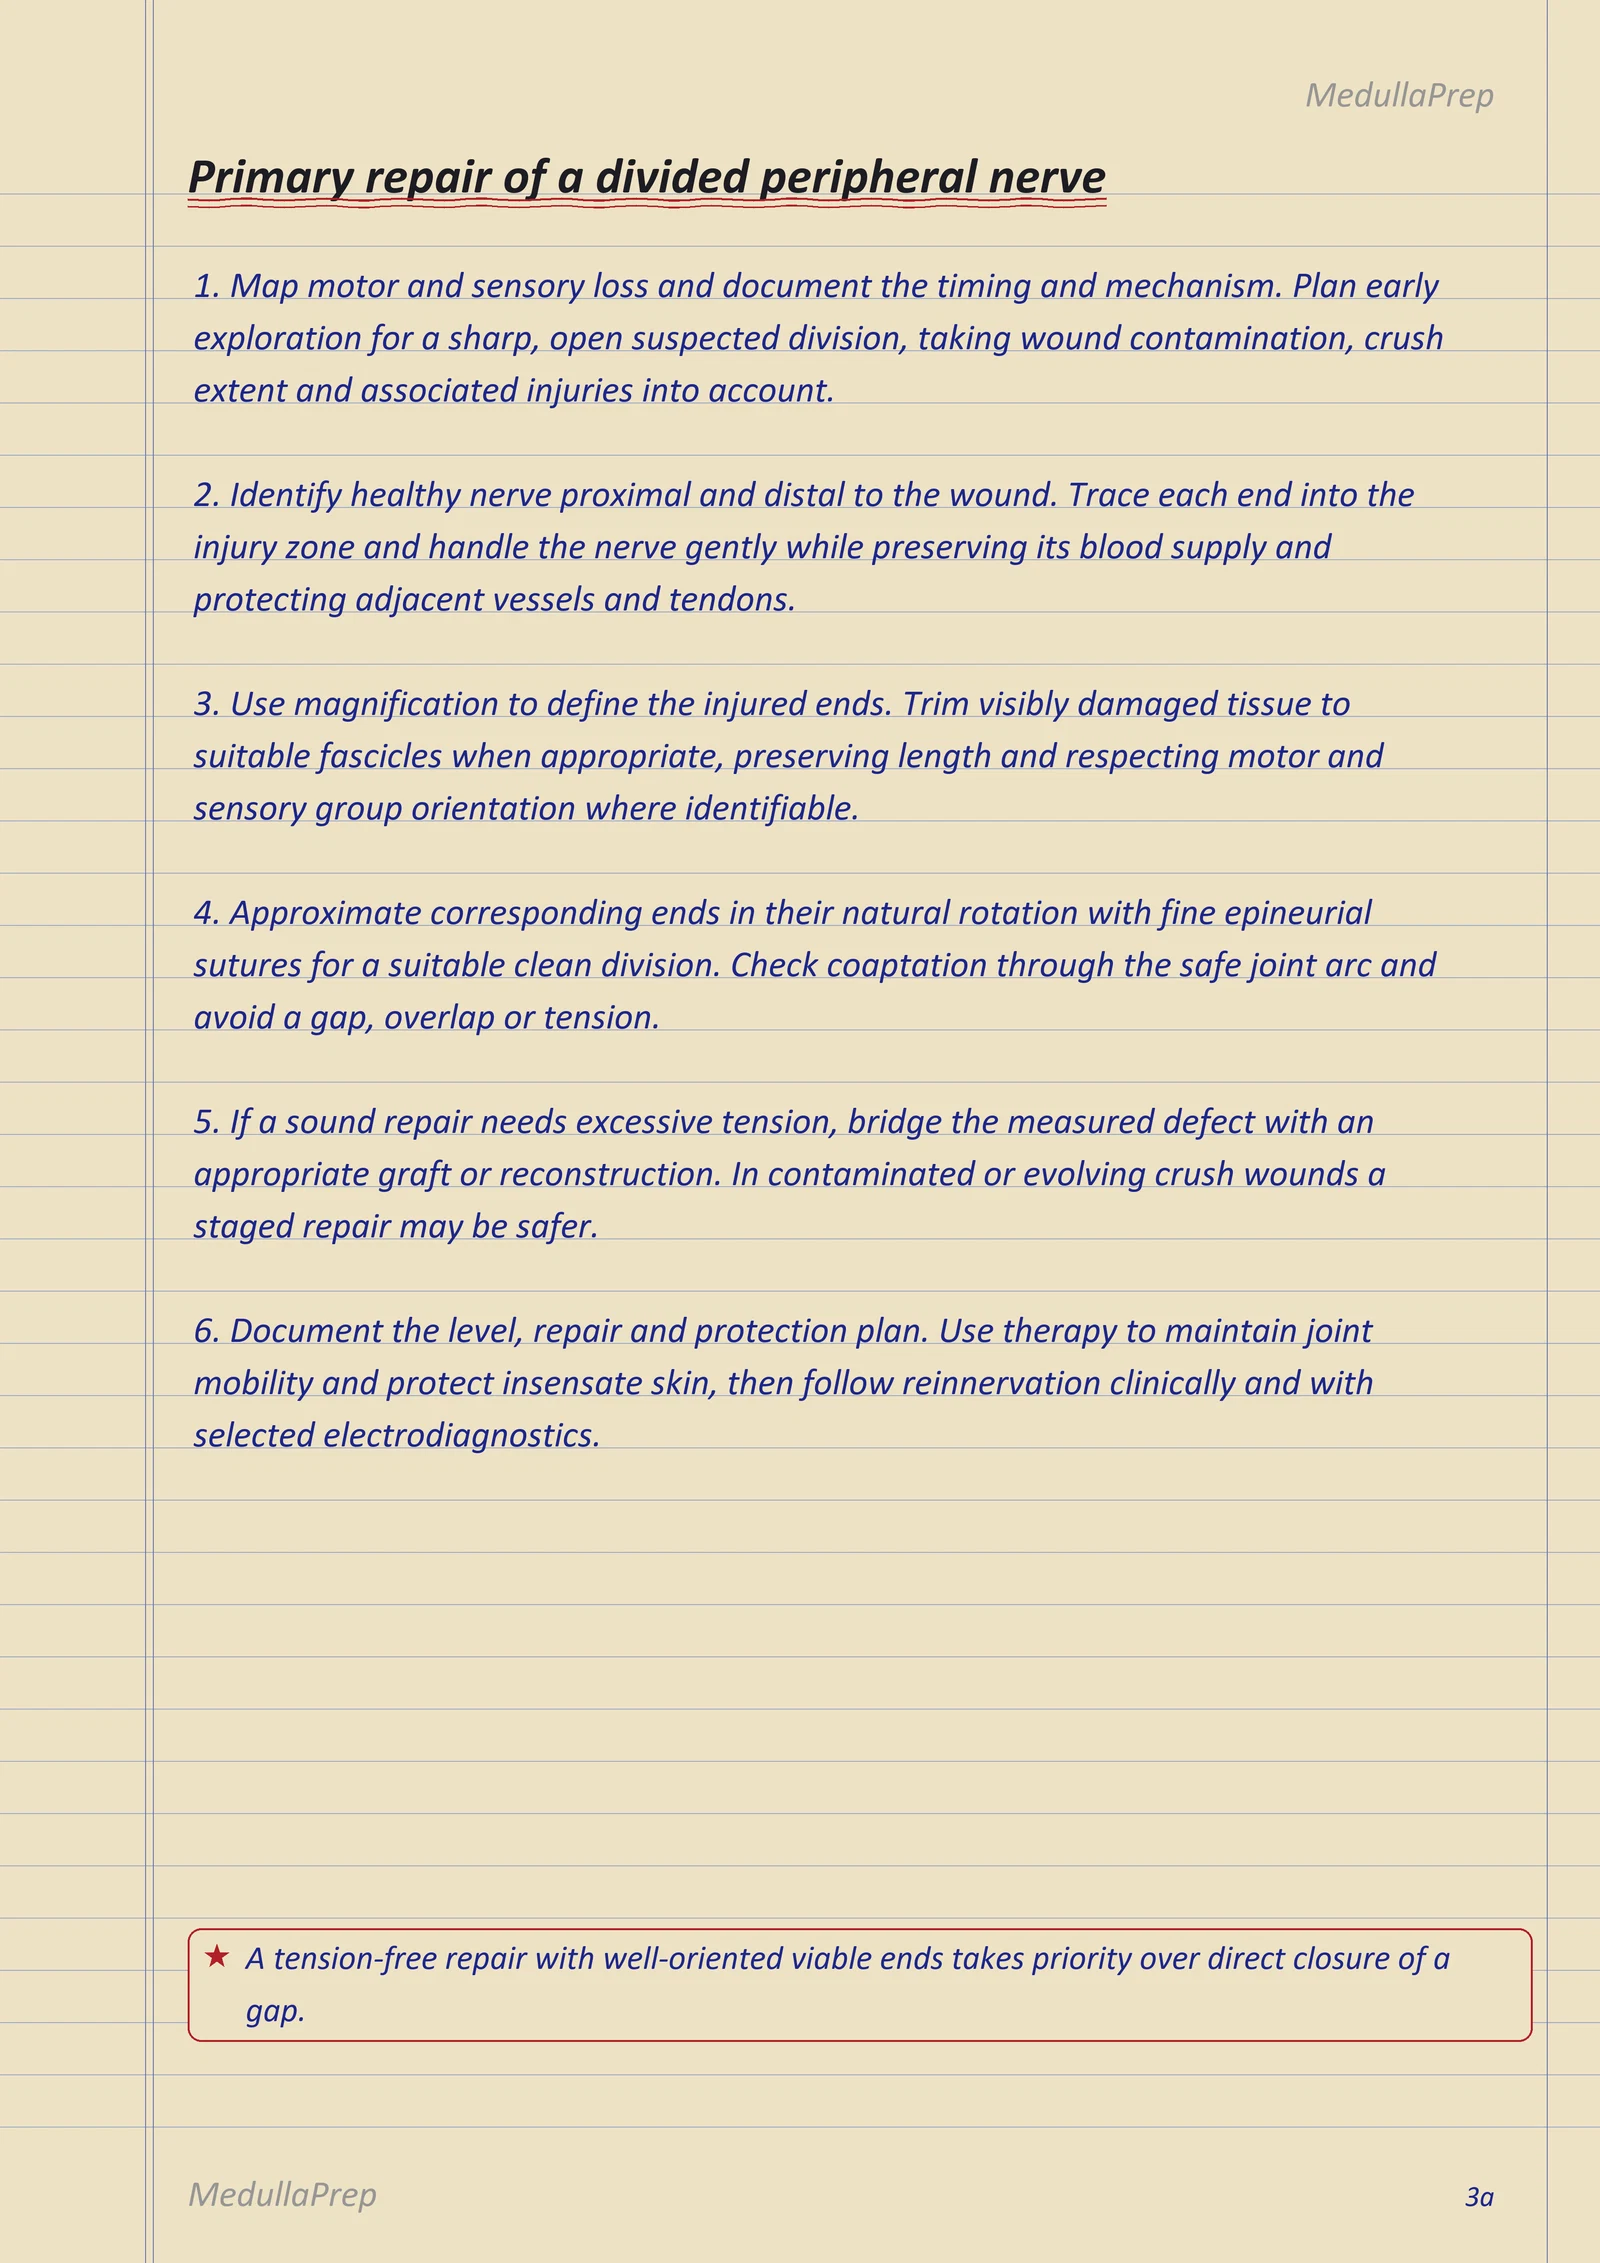 MedullaPrep
Primary repair of a divided peripheral nerve
1. Map motor and sensory loss and document the timing and mechanism. Plan early
exploration for a sharp, open suspected division, taking wound contamination, crush
extent and associated injuries into account.
2. Identify healthy nerve proximal and distal to the wound. Trace each end into the
injury zone and handle the nerve gently while preserving its blood supply and
protecting adjacent vessels and tendons.
3. Use magnification to define the injured ends. Trim visibly damaged tissue to
suitable fascicles when appropriate, preserving length and respecting motor and
sensory group orientation where identifiable.
4. Approximate corresponding ends in their natural rotation with fine epineurial
sutures for a suitable clean division. Check coaptation through the safe joint arc and
avoid a gap, overlap or tension.
5. If a sound repair needs excessive tension, bridge the measured defect with an
appropriate graft or reconstruction. In contaminated or evolving crush wounds a
staged repair may be safer.
6. Document the level, repair and protection plan. Use therapy to maintain joint
mobility and protect insensate skin, then follow reinnervation clinically and with
selected electrodiagnostics.
★ A tension-free repair with well-oriented viable ends takes priority over direct closure of a
gap.
MedullaPrep
3a